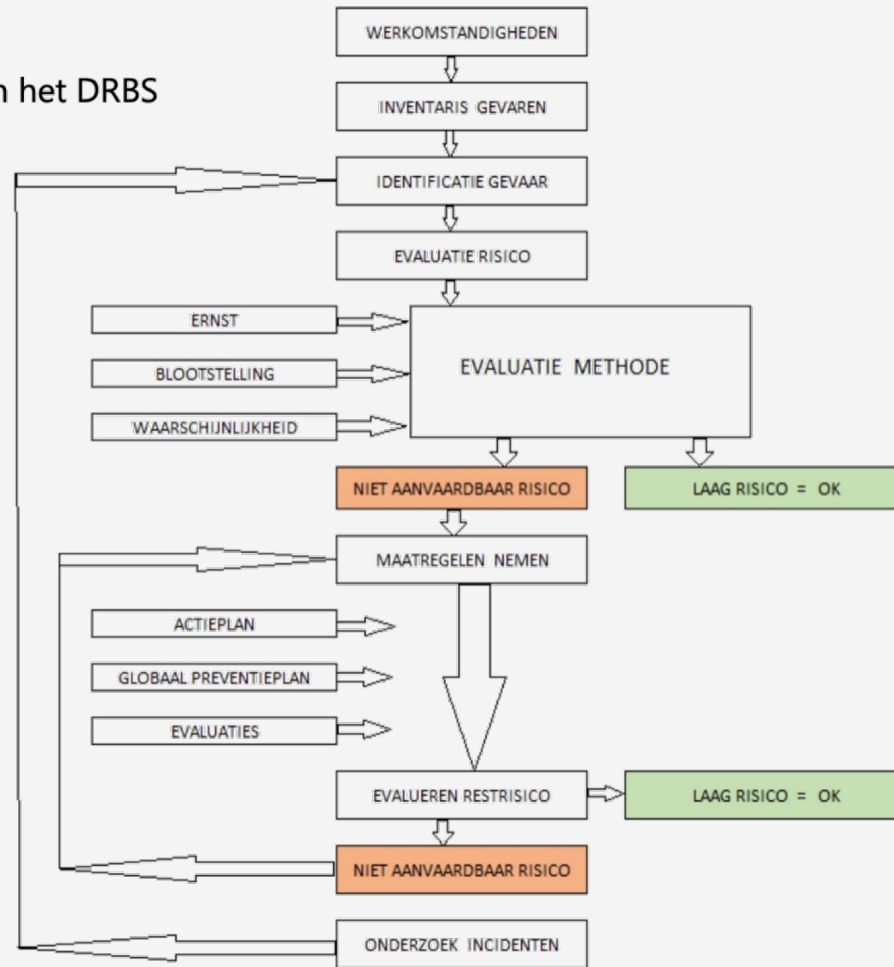 WERKOMSTANDIGHEDEN
n het DRBS
INVENTARIS GEVAREN
IDENTIFICATIE GEVAAR
EVALUATIE RISICO
ERNST
BLOOTSTELLING
WAARSCHIJNLIJKHEID
EVALUATIE METHODE
NIET AANVAARDBAAR RISICO
LAAG RISICO = OK
MAATREGELEN NEMEN
ACTIEPLAN
GLOBAAL PREVENTIEPLAN
EVALUATIES
EVALUEREN RESTRISICO
LAAG RISICO = OK
NIET AANVAARDBAAR RISICO
ONDERZOEK INCIDENTEN